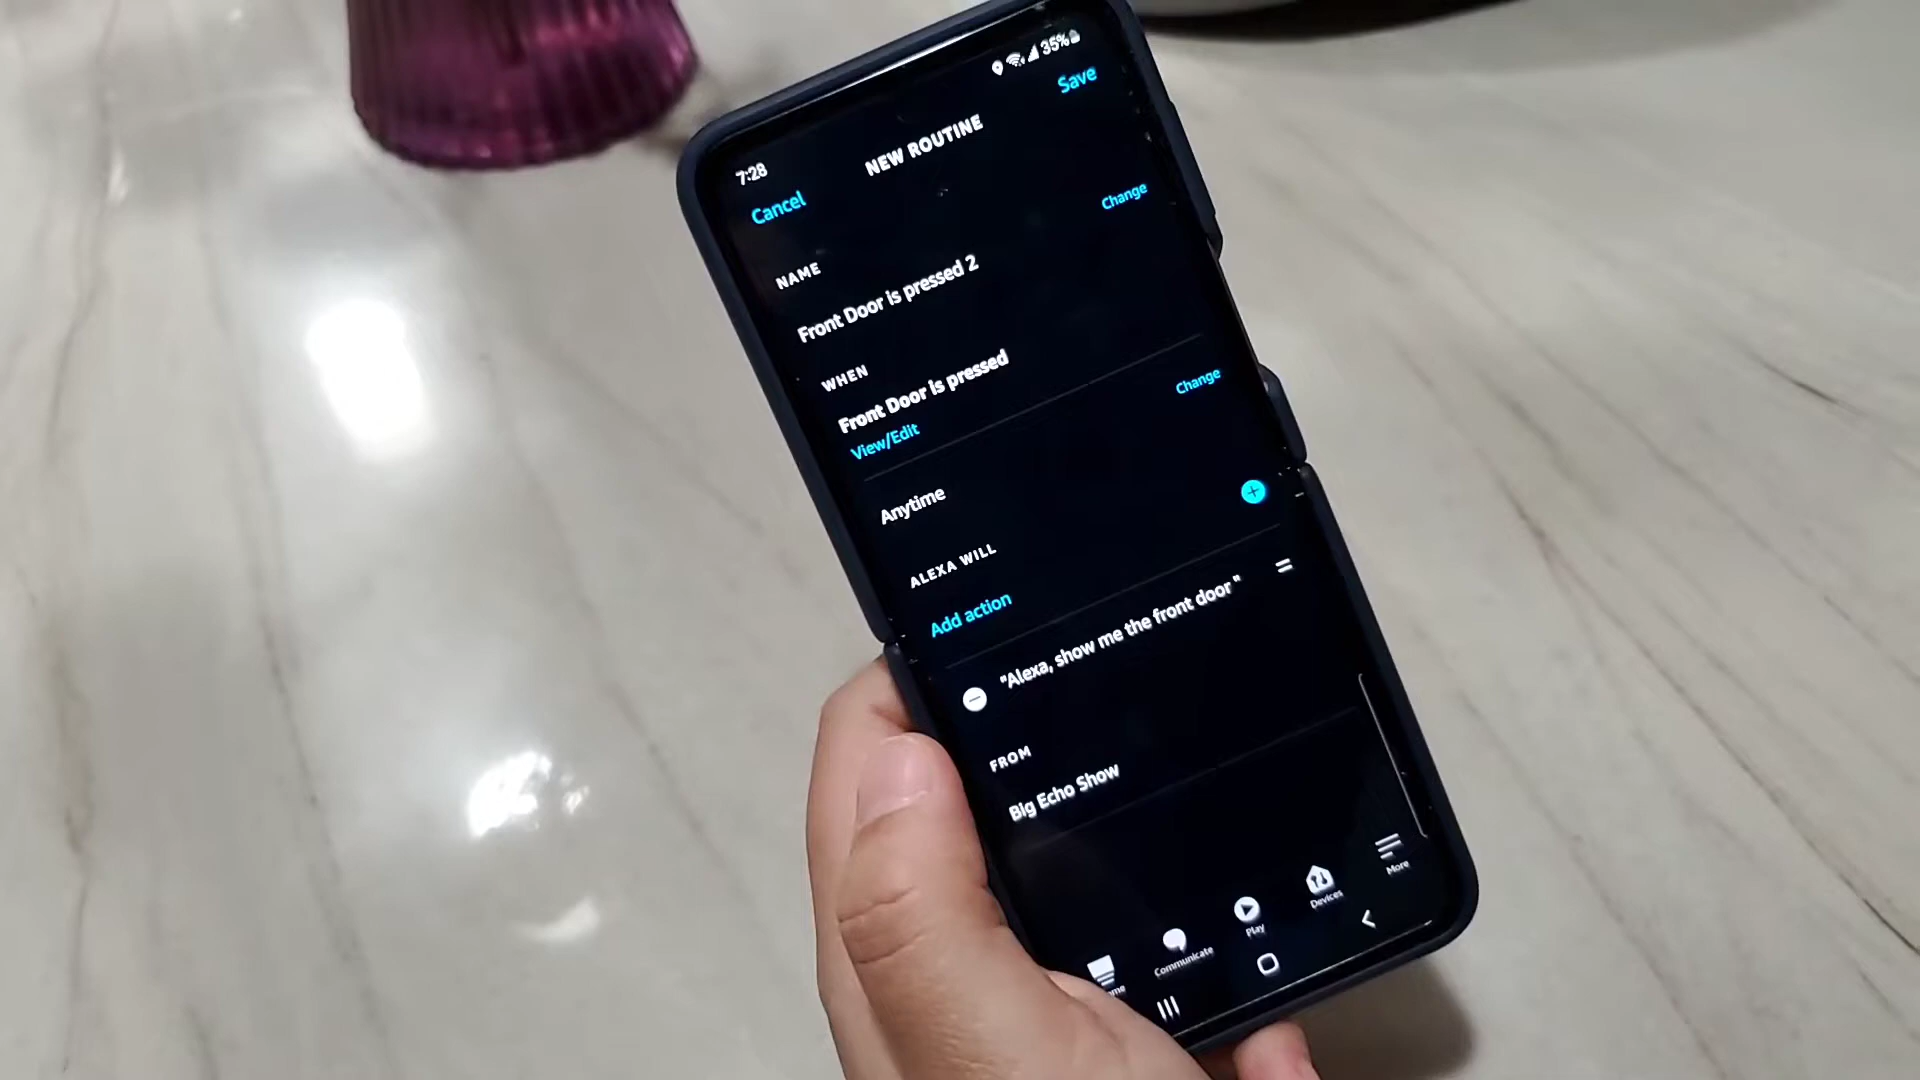 7:28
35%
Cancel
NEW ROUTINE
Save
NAME
Change
Front Door is pressed 2
WHEN
Front Door is pressed
View/Edit
Change
Anytime
ALEXA WILL
Add action
"Alexa, show me the front door"
FROM
Big Echo Show
Communicate
Play
Devices
More